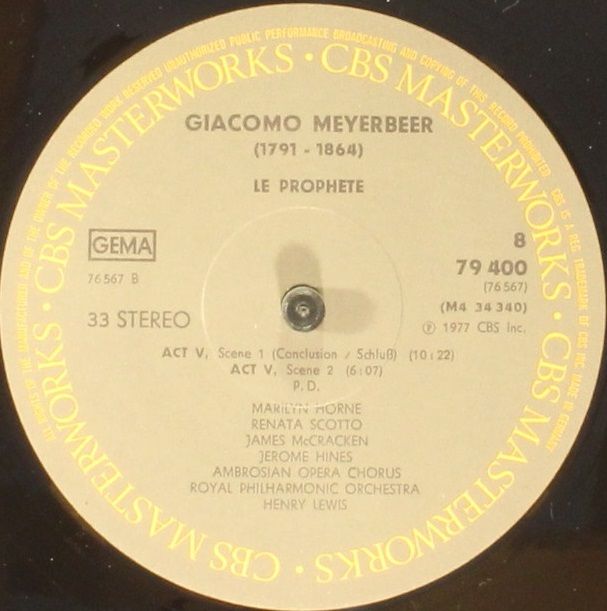 ALL RIGHTS OF THE MANUFACTURER AND OF THE OWNER OF THE RECORDED WORK RESERVED UNAUTHORIZED PUBLIC PERFORMANCE BROADCASTING AND COPYING OF THIS RECORD PROHIBITED. CBS IS A REG. TRADEMARK OF CBS INC. MADE IN GERMANY
CBS MASTERWORKS · CBS MASTERWORKS · CBS MASTERWORKS · CBS MASTERWORKS ·
GIACOMO MEYERBEER
(1791 - 1864)
LE PROPHETE
GEMA
76 567 B
33 STEREO
8
79 400
(76 567)
(M4 34 340)
Ⓟ 1977 CBS Inc.
ACT V, Scene 1 (Conclusion / Schluß) (10:22)
ACT V, Scene 2 (6:07)
P.D.
MARILYN HORNE
RENATA SCOTTO
JAMES McCRACKEN
JEROME HINES
AMBROSIAN OPERA CHORUS
ROYAL PHILHARMONIC ORCHESTRA
HENRY LEWIS